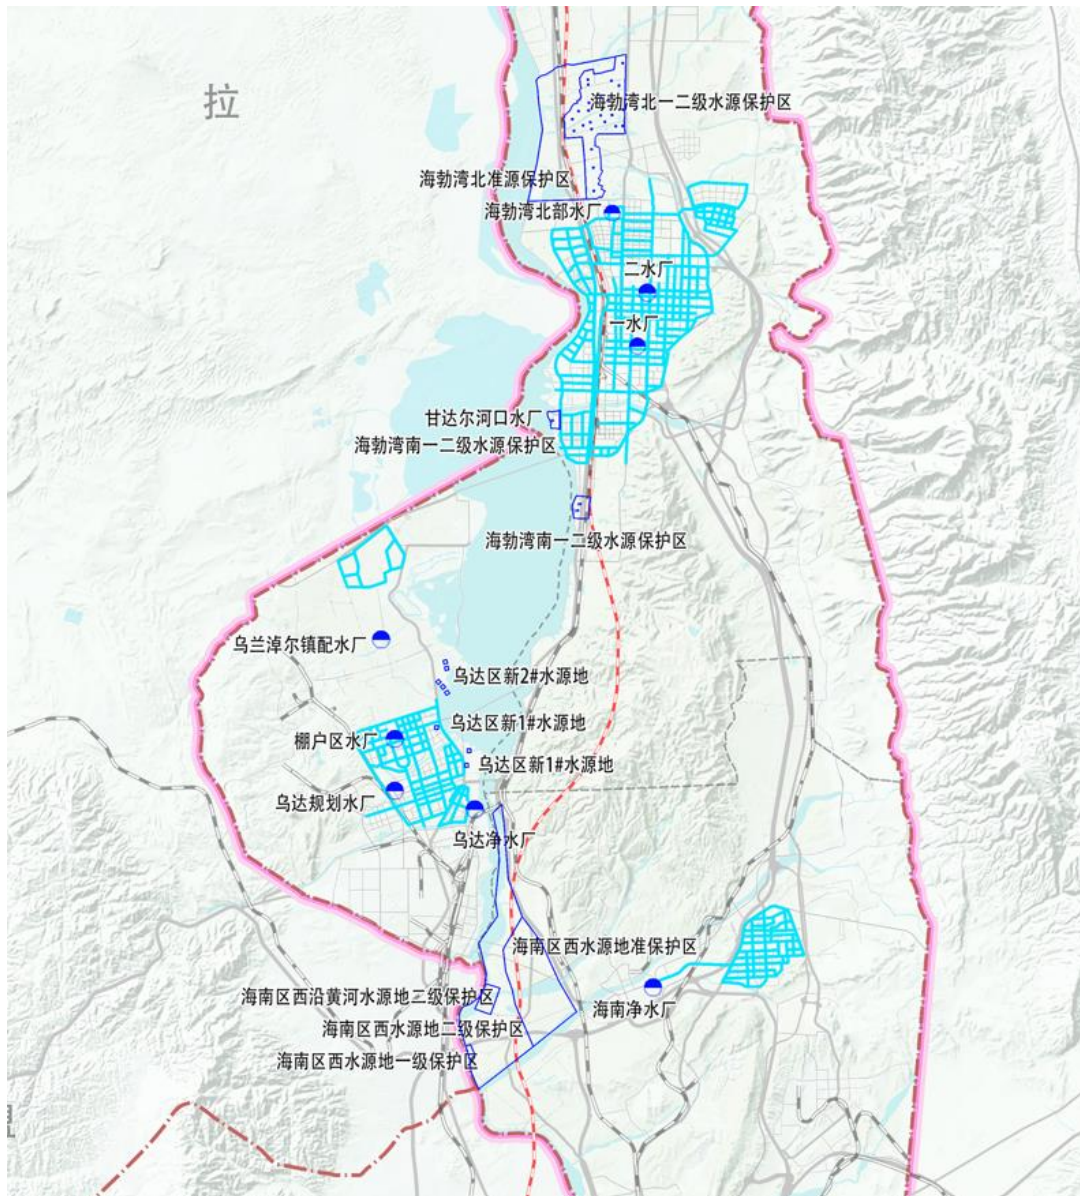 拉
海勃湾北一二级水源保护区
海勃湾北准源保护区
海勃湾北部水厂
二水厂
一水厂
甘达尔河口水厂
海勃湾南一二级水源保护区
海勃湾南一二级水源保护区
乌兰淖尔镇配水厂
乌达区新2#水源地
乌达区新1#水源地
棚户区水厂
乌达区新1#水源地
乌达规划水厂
乌达净水厂
海南区西水源地准保护区
海南区西沿黄河水源地二级保护区
海南净水厂
海南区西水源地二级保护区
海南区西水源地一级保护区